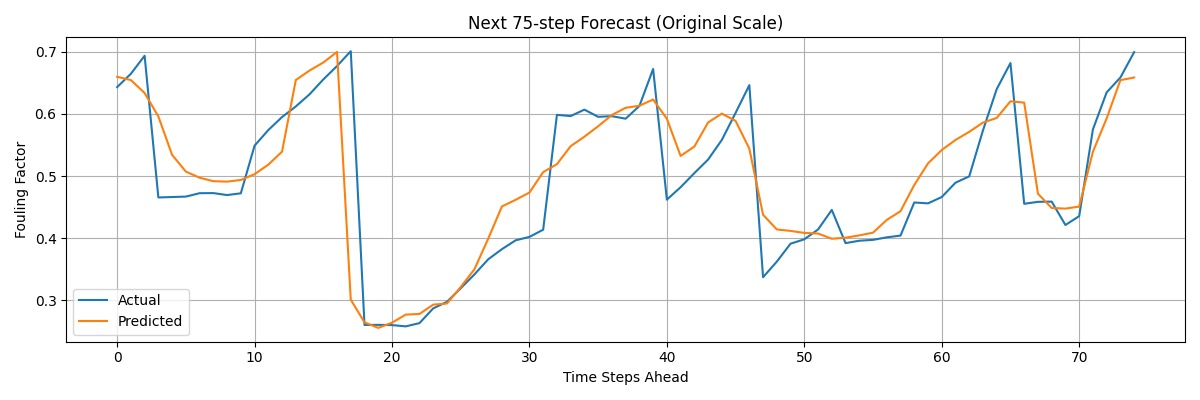 Next 75-step Forecast (Original Scale)
Fouling Factor
0.7
0.6
0.5
0.4
0.3
Actual
Predicted
0 10 20 30 40 50 60 70
Time Steps Ahead